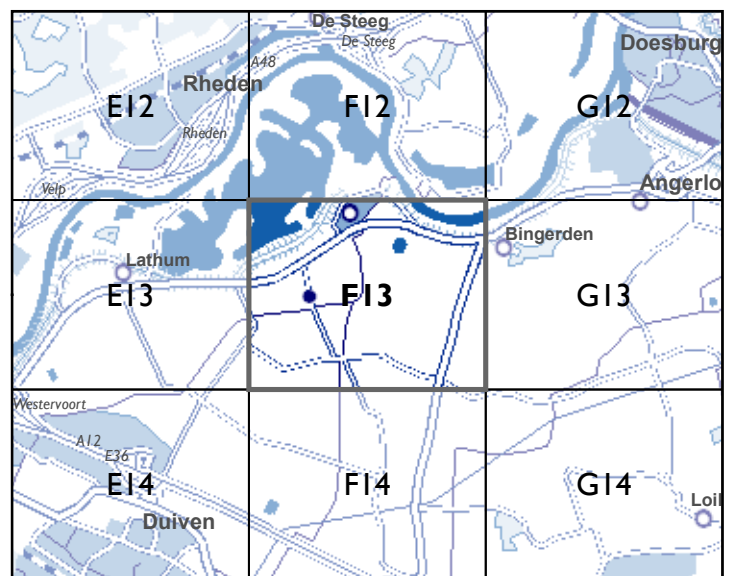 De Steeg
De Steeg
Doesburg
A48
Rheden
E12
F12
G12
Rheden
Velp
Angerlo
Bingerden
Lathum
E13
F13
G13
Westervoort
A12
E36
E14
F14
G14
Loil
Duiven